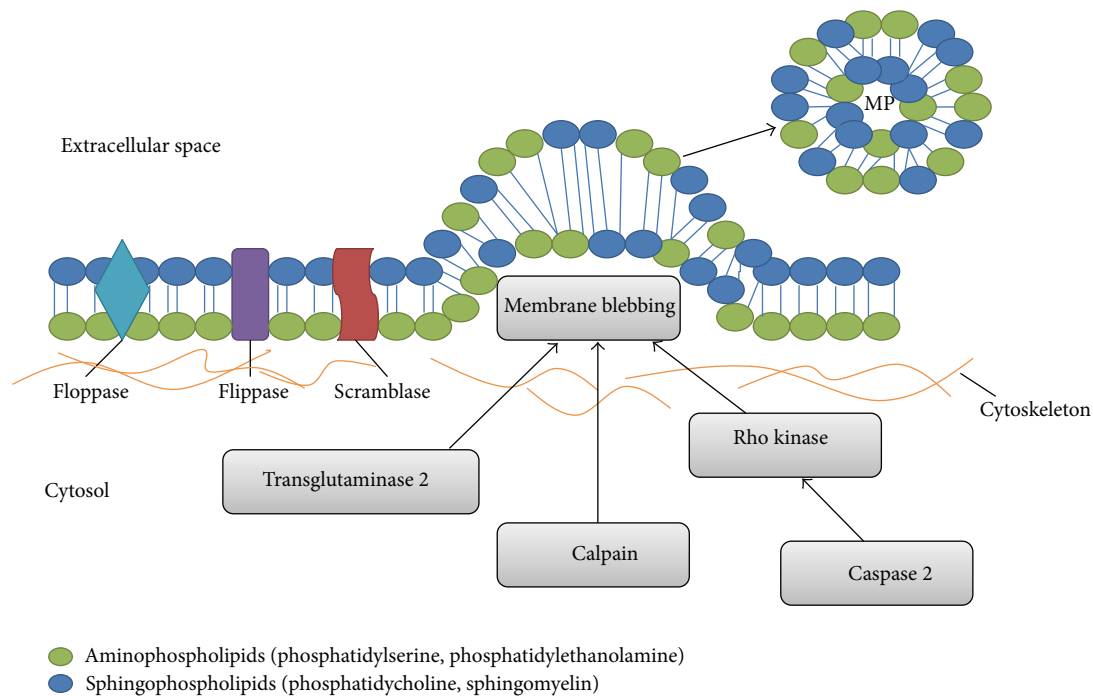 MP
Extracellular space
Membrane blebbing
Floppase
Flippase
Scramblase
Cytoskeleton
Rho kinase
Transglutaminase 2
Cytosol
Calpain
Caspase 2
Aminophospholipids (phosphatidylserine, phosphatidylethanolamine)
Sphingophospholipids (phosphatidycholine, sphingomyelin)